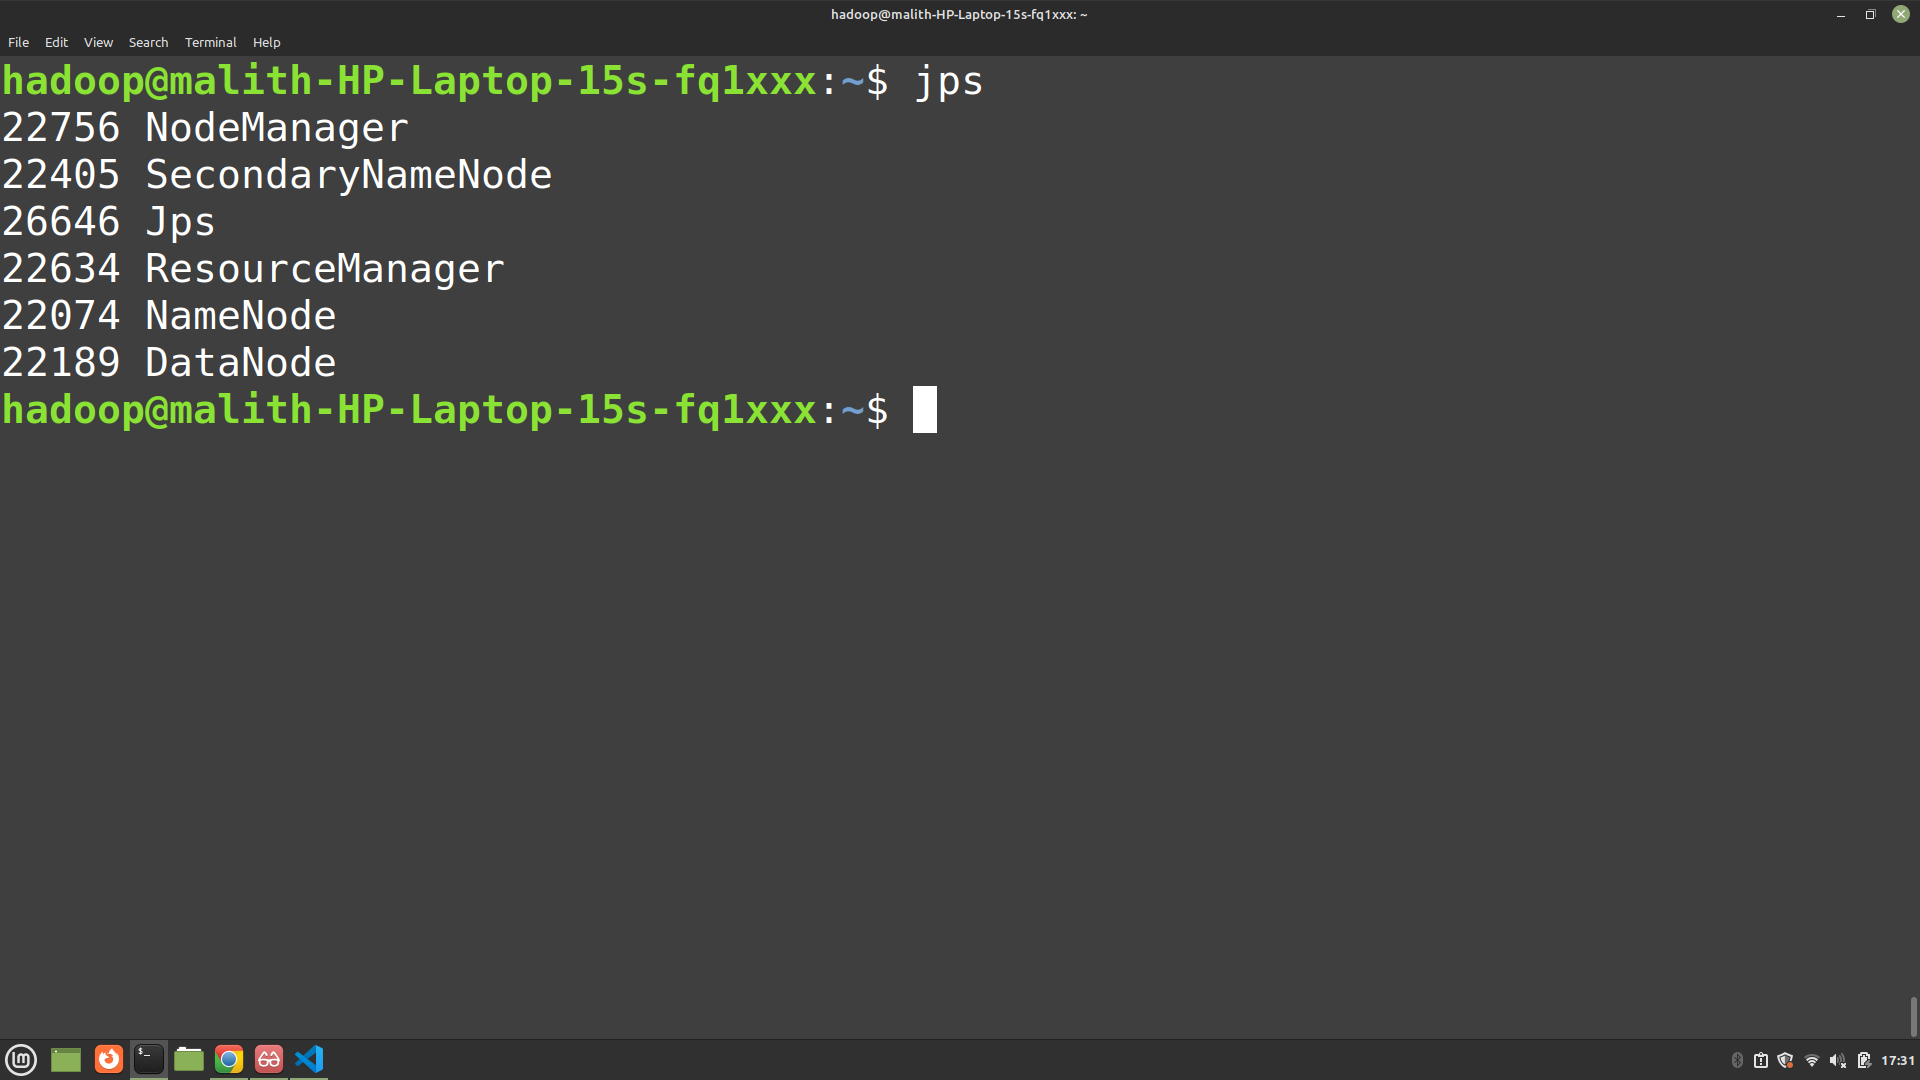 hadoop@malith-HP-Laptop-15s-fq1xxx: ~
File Edit View Search Terminal Help
hadoop@malith-HP-Laptop-15s-fq1xxx:~$ jps
22756 NodeManager
22405 SecondaryNameNode
26646 Jps
22634 ResourceManager
22074 NameNode
22189 DataNode
hadoop@malith-HP-Laptop-15s-fq1xxx:~$
17:31